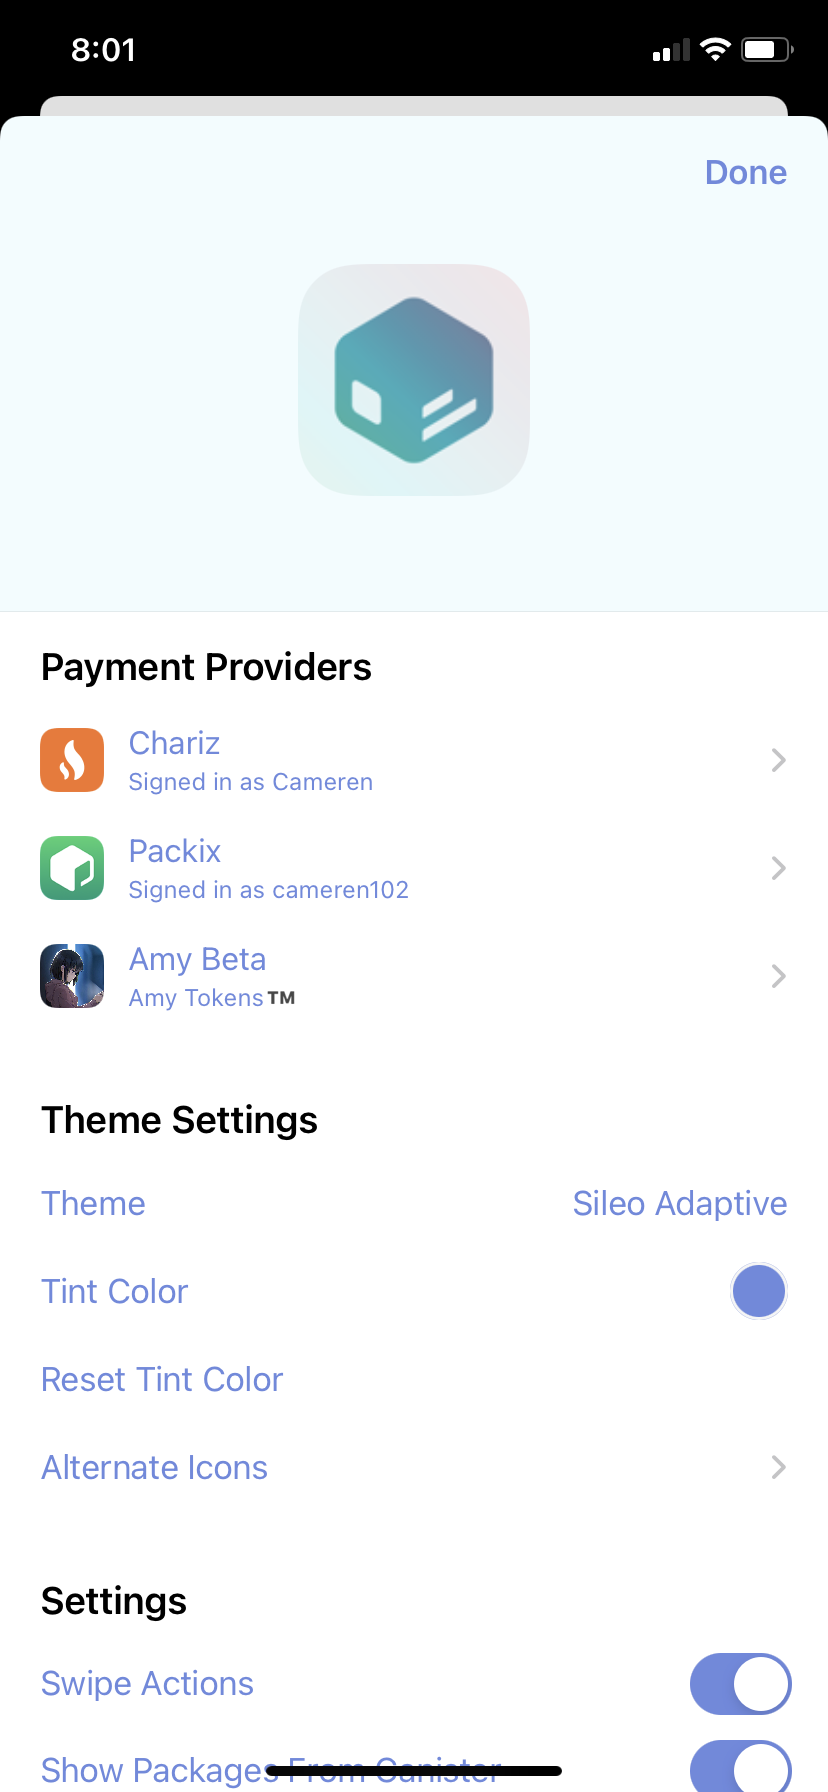 8:01
Done
Payment Providers
Chariz
Signed in as Cameren
Packix
Signed in as cameren102
Amy Beta
Amy Tokens™
Theme Settings
Theme
Sileo Adaptive
Tint Color
Reset Tint Color
Alternate Icons
Settings
Swipe Actions
Show Packages From Canister